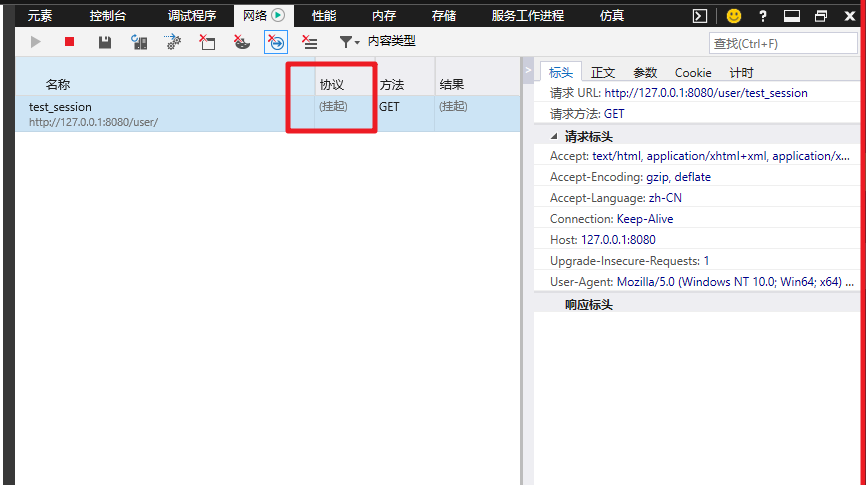 元素 控制台 调试程序 网络 性能 内存 存储 服务工作进程 仿真
内容类型
查找(Ctrl+F)
名称 协议 方法 结果
test_session (挂起) GET (挂起)
http://127.0.0.1:8080/user/
标头 正文 参数 Cookie 计时
请求 URL: http://127.0.0.1:8080/user/test_session
请求方法: GET
请求标头
Accept: text/html, application/xhtml+xml, application/x...
Accept-Encoding: gzip, deflate
Accept-Language: zh-CN
Connection: Keep-Alive
Host: 127.0.0.1:8080
Upgrade-Insecure-Requests: 1
User-Agent: Mozilla/5.0 (Windows NT 10.0; Win64; x64) ...
响应标头